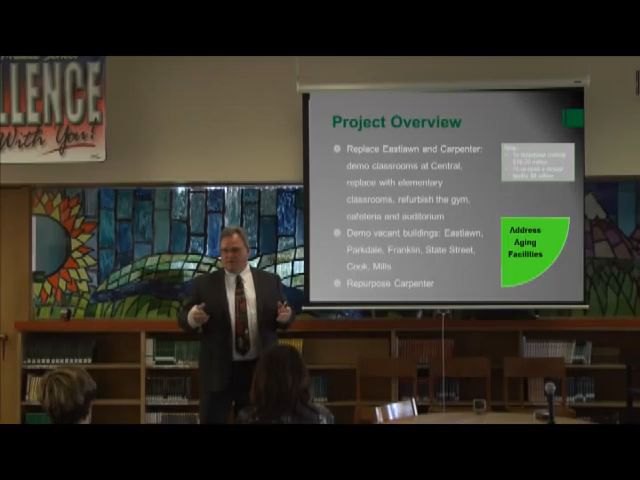 LLENCE
With You!
Project Overview
Replace Eastlawn and Carpenter:
demo classrooms at Central,
replace with elementary
classrooms, refurbish the gym,
cafeteria and auditorium
Demo vacant buildings: Eastlawn,
Parkdale, Franklin, State Street,
Cook, Mills
Repurpose Carpenter
Address
Aging
Facilities